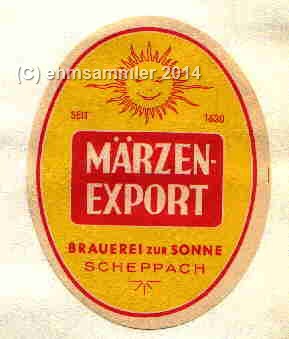 (C) ehmsammler 2014
SEIT 1630
MÄRZEN-
EXPORT
BRAUEREI ZUR SONNE
SCHEPPACH